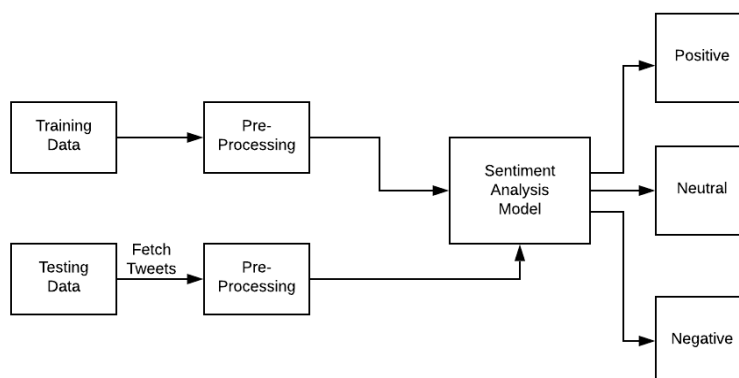 Training
Data
Pre-
Processing
Sentiment
Analysis
Model
Positive
Neutral
Negative
Testing
Data
Fetch
Tweets
Pre-
Processing